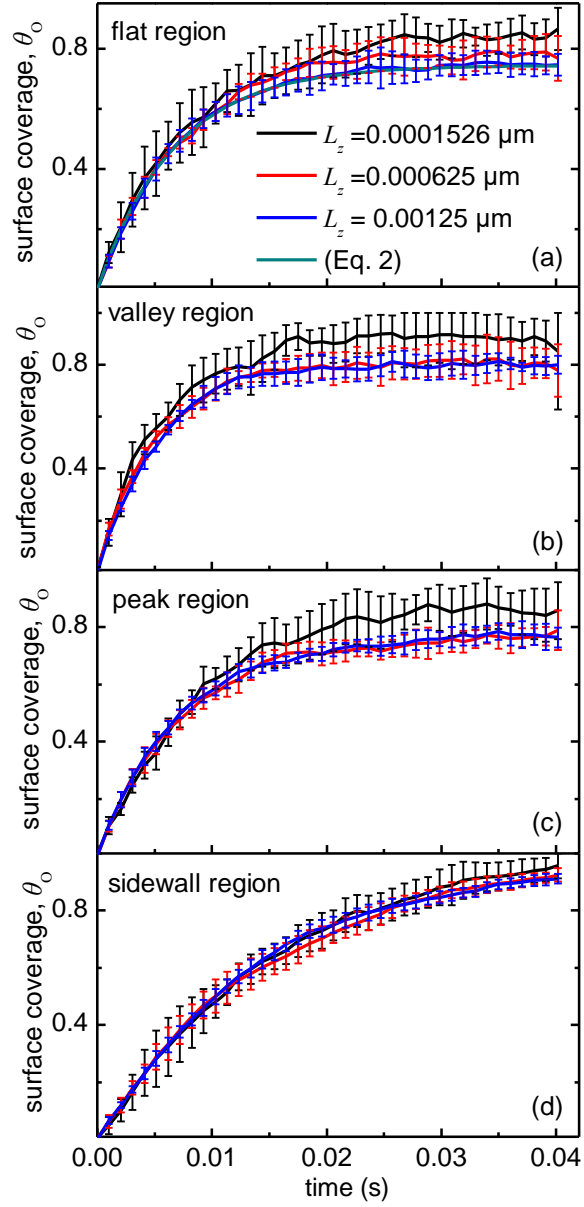 flat region
0.8
0.4
surface coverage, θ_O
L_z =0.0001526 μm
L_z =0.000625 μm
L_z = 0.00125 μm
(Eq. 2)
(a)
valley region
0.8
0.4
surface coverage, θ_O
(b)
peak region
0.8
0.4
surface coverage, θ_O
(c)
sidewall region
0.8
0.4
surface coverage, θ_O
(d)
0.00 0.01 0.02 0.03 0.04
time (s)